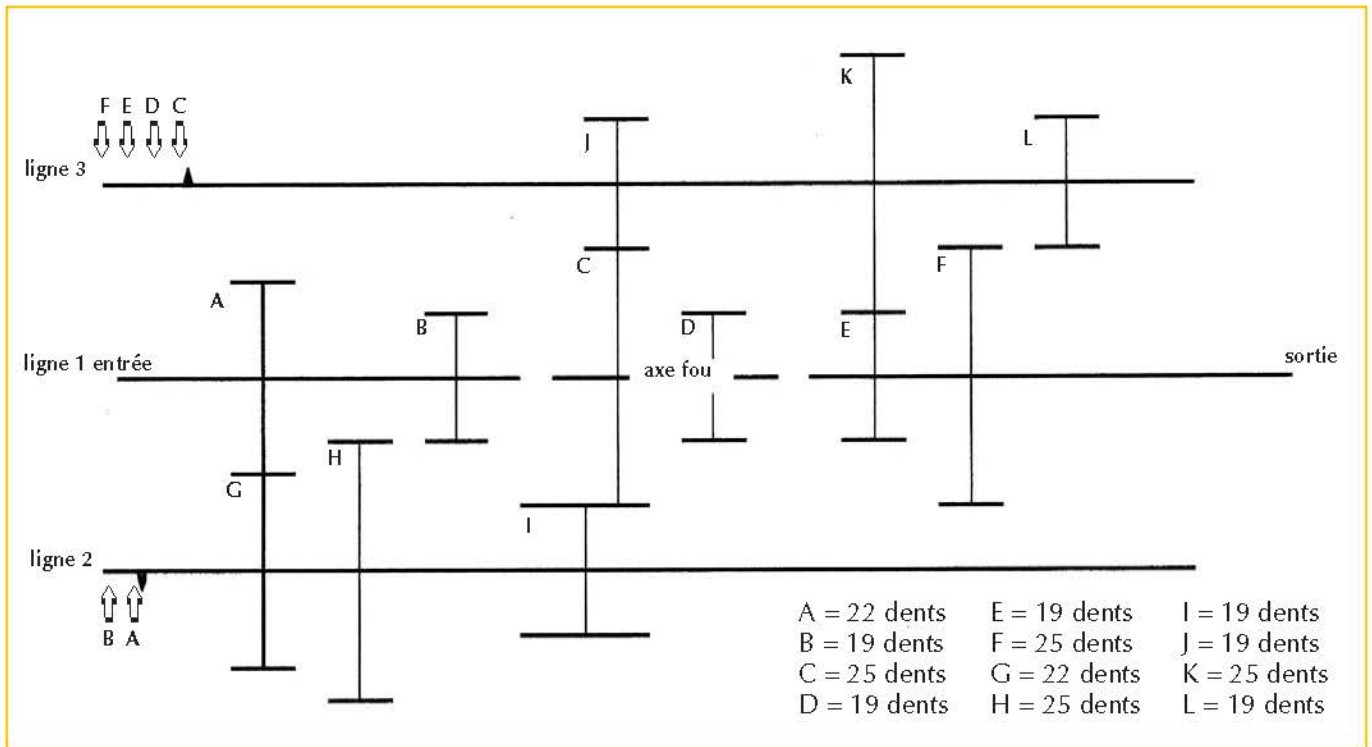 K
F E D C
J
L
ligne 3
C
F
A
B
D
E
ligne 1 entrée
axe fou
sortie
H
G
I
ligne 2
B A
A = 22 dents E = 19 dents I = 19 dents
B = 19 dents F = 25 dents J = 19 dents
C = 25 dents G = 22 dents K = 25 dents
D = 19 dents H = 25 dents L = 19 dents